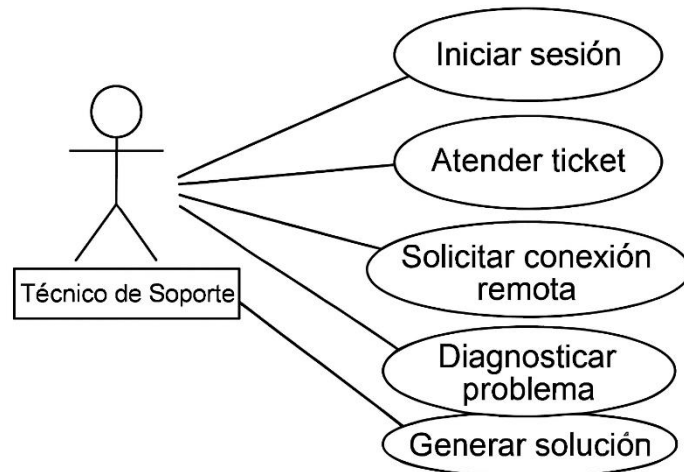 Iniciar sesión
Atender ticket
Solicitar conexión
remota
Técnico de Soporte
Diagnosticar
problema
Generar solución